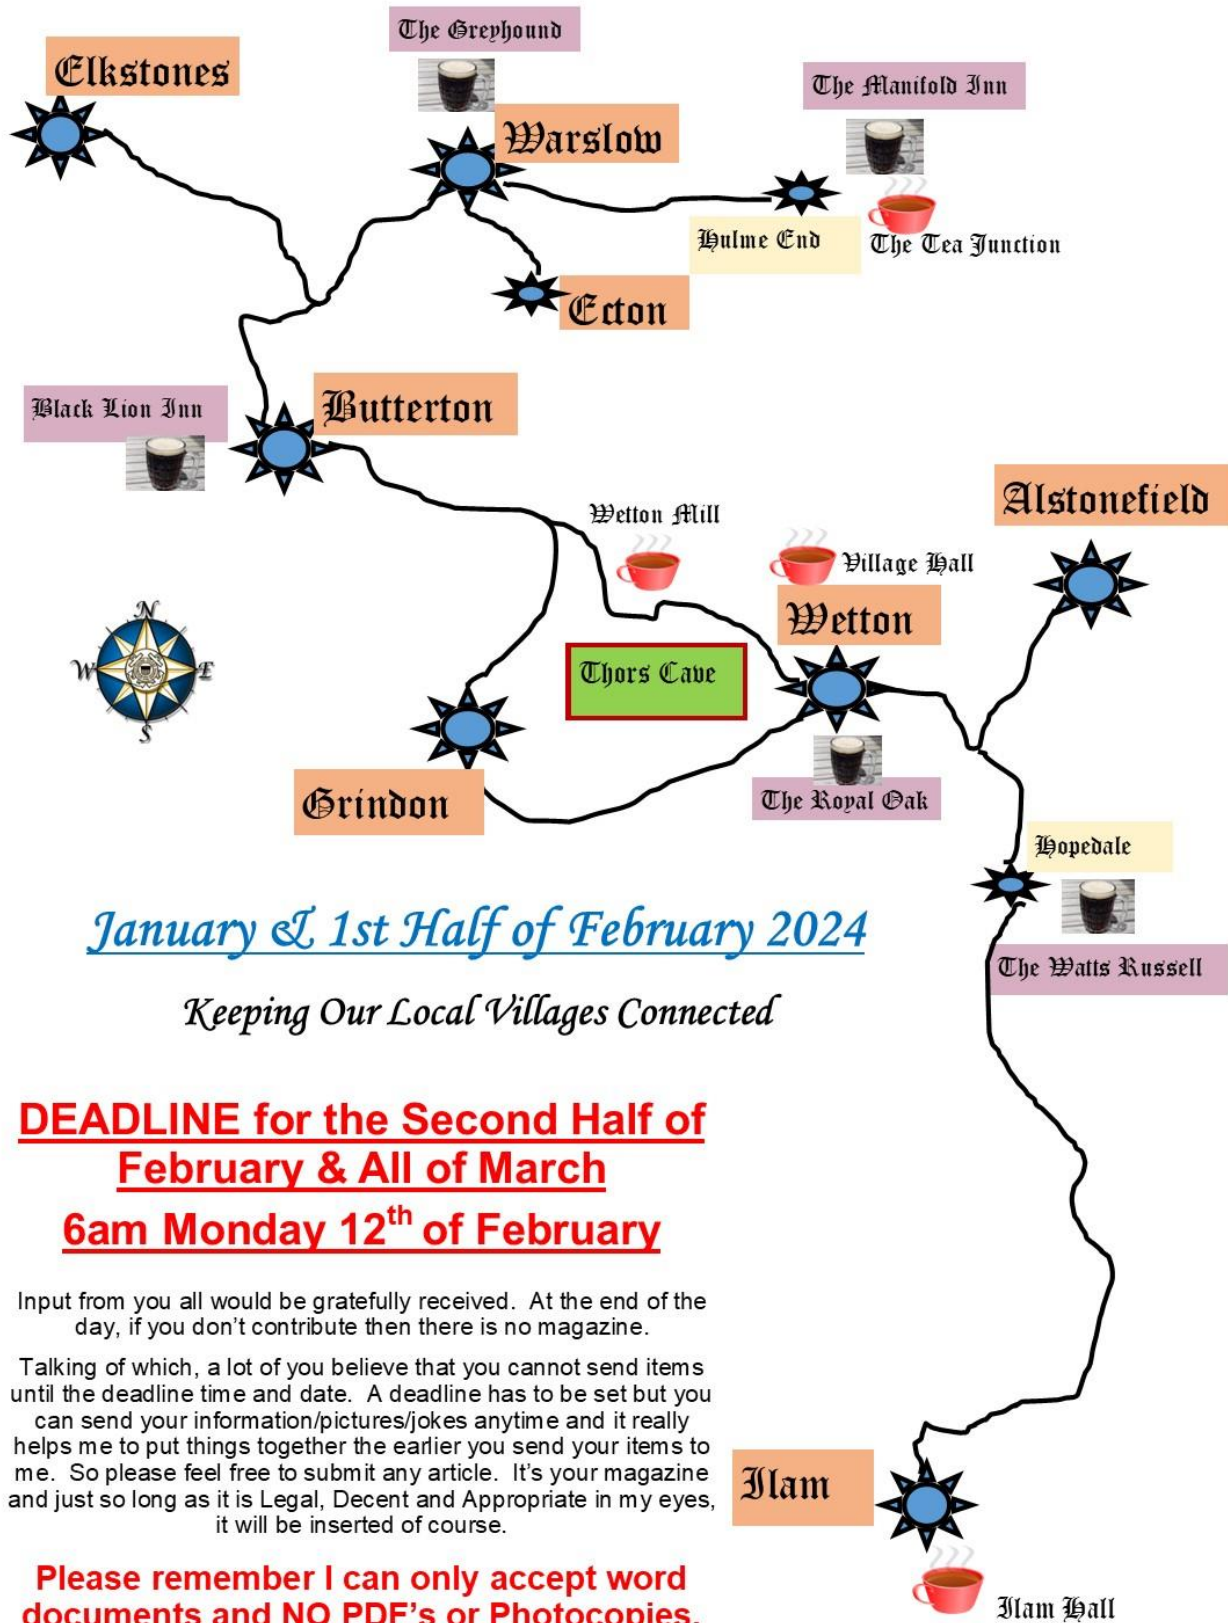 The Greyhound
Elkstones
The Manifold Inn
Warslow
Hulme End
The Tea Junction
Ecton
Black Lion Inn
Butterton
Alstonefield
Wetton Mill
Village Hall
Wetton
N
W
E
S
Thors Cave
Grindon
The Royal Oak
Hopedale
The Watts Russell
January & 1st Half of February 2024
Keeping Our Local Villages Connected
DEADLINE for the Second Half of
February & All of March
6am Monday 12th of February
Input from you all would be gratefully received. At the end of the
day, if you don't contribute then there is no magazine.
Talking of which, a lot of you believe that you cannot send items
until the deadline time and date. A deadline has to be set but you
can send your information/pictures/jokes anytime and it really
helps me to put things together the earlier you send your items to
me. So please feel free to submit any article. It's your magazine
and just so long as it is Legal, Decent and Appropriate in my eyes,
it will be inserted of course.
Ilam
Please remember I can only accept word
documents and NO PDF's or Photocopies.
Ilam Hall